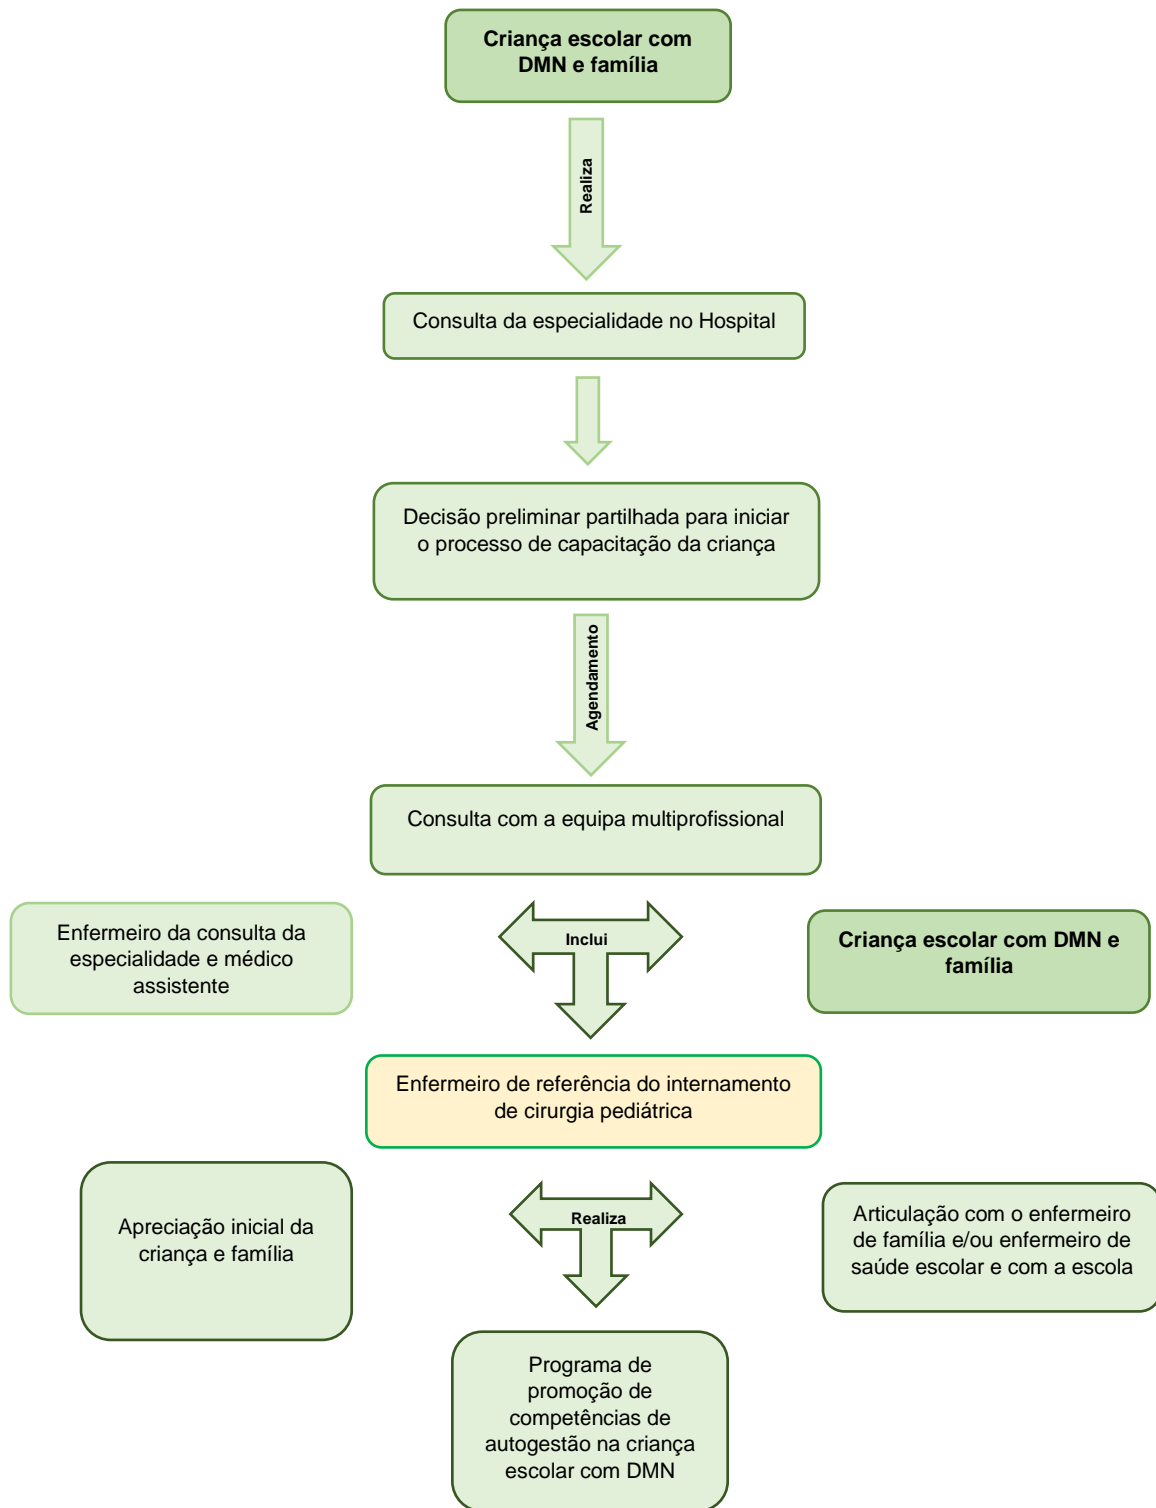 Criança escolar com
DMN e família
Realiza
Consulta da especialidade no Hospital
Decisão preliminar partilhada para iniciar
o processo de capacitação da criança
Agendamento
Consulta com a equipa multiprofissional
Enfermeiro da consulta da
especialidade e médico
assistente
Inclui
Criança escolar com DMN e
família
Enfermeiro de referência do internamento
de cirurgia pediátrica
Apreciação inicial da
criança e família
Realiza
Articulação com o enfermeiro
de família e/ou enfermeiro de
saúde escolar e com a escola
Programa de
promoção de
competências de
autogestão na criança
escolar com DMN